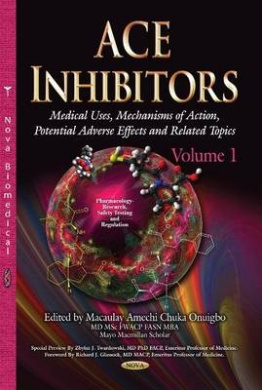 ACE
INHIBITORS
Medical Uses, Mechanisms of Action,
Potential Adverse Effects and Related Topics
Volume 1
Nova Biomedical
Pharmacology-
Research,
Safety Testing
and
Regulation
Edited by Macaulay Amechi Chuka Onuigbo
MD MSc FWACP FASN MBA
Mayo Macmillan Scholar
Special Preview By Zbylut J. Twardowski, MD PhD FACP, Emeritus Professor of Medicine.
Foreword By Richard J. Glassock, MD MACP, Emeritus Professor of Medicine.
NOVA